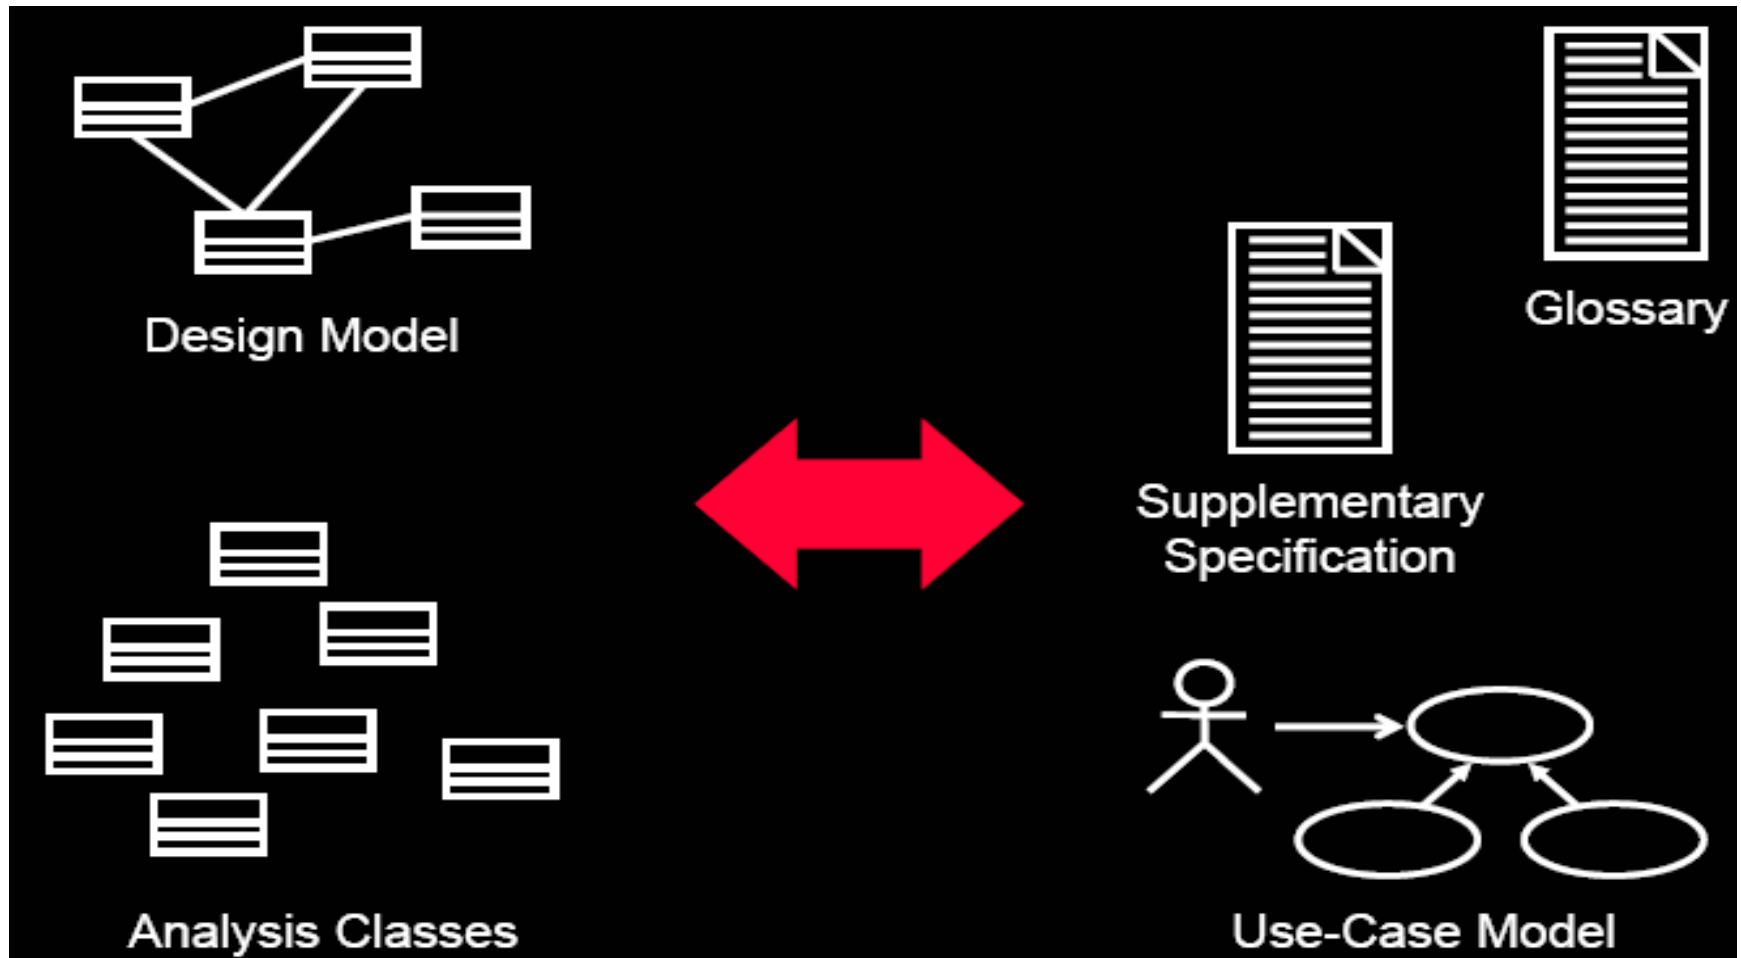 Design Model
Glossary
Supplementary
Specification
Analysis Classes
Use-Case Model